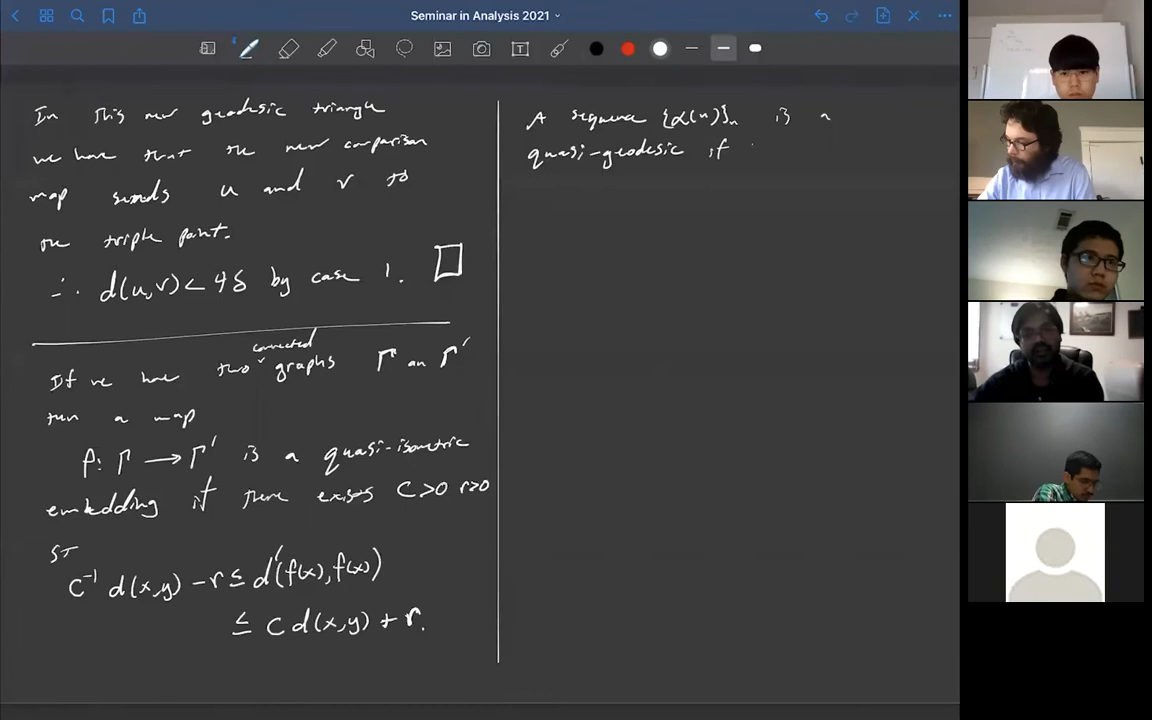 Seminar in Analysis 2021
In this new geodesic triangle
we have that the new comparison
map sends u and v to
the triple point.
∴ d(u,v) < 4δ by case 1. □
If we have two connected graphs Γ an Γ'
then a map
f: Γ → Γ' is a quasi-isometric
embedding if there exists C>0 r>0
ST
C⁻¹ d(x,y) - r ≤ d'(f(x), f(x))
≤ C d(x,y) + r.
A sequence {α(n)}ₙ is a
quasi-geodesic if